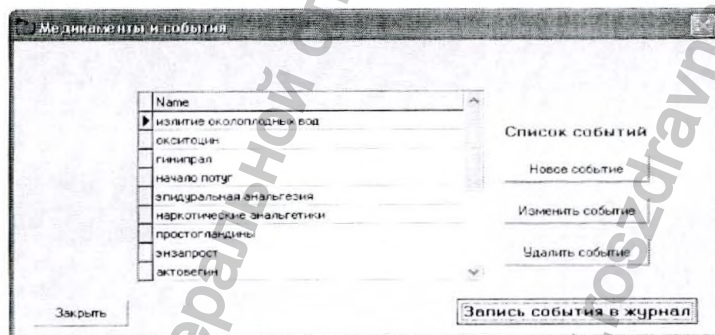 Медикаменты и события
Name
излитие околоплодных вод
окситоцин
гинипрал
начало потуг
эпидуральная анальгезия
наркотические анальгетики
простогландины
энзапрост
актовегин
Список событий
Новое событие
Изменить событие
Удалить событие
Закрыть
Запись события в журнал